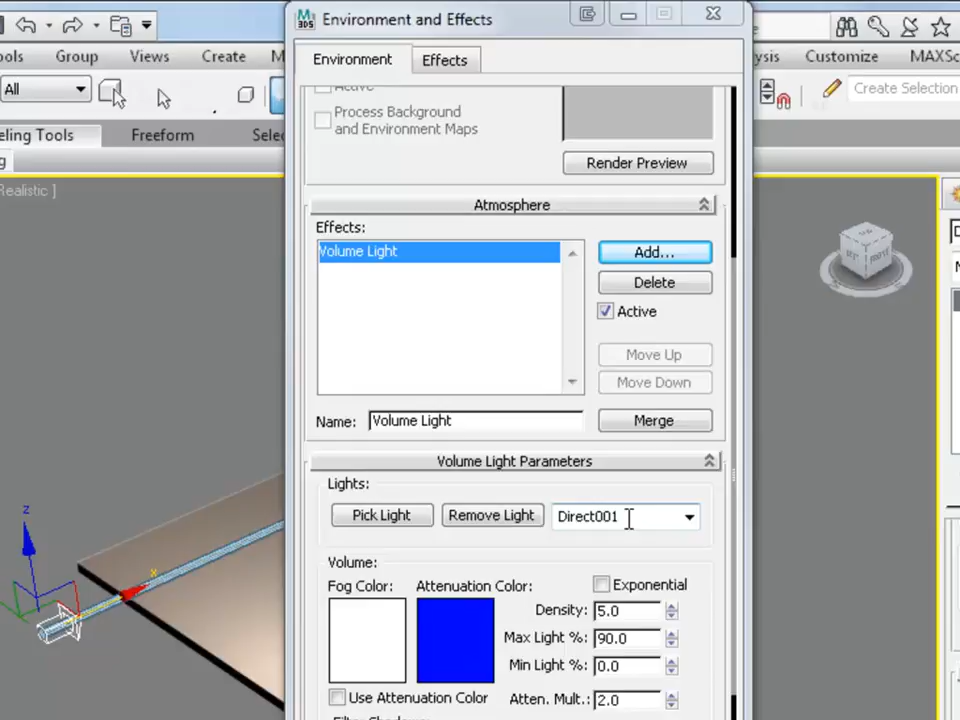 Environment and Effects
ools Group Views Create M
ysis Customize MAXSc
Environment Effects
All
Create Selection
Active
Process Background
and Environment Maps
eling Tools Freeform Selec
Render Preview
Realistic ]
Atmosphere
Effects:
Volume Light
Add...
Delete
Active
Move Up
Move Down
Name: Volume Light Merge
Volume Light Parameters
Lights:
Pick Light Remove Light Direct001
Volume:
Fog Color: Attenuation Color: Exponential
Density: 5.0
Max Light %: 90.0
Min Light %: 0.0
Use Attenuation Color Atten. Mult.: 2.0
z
x